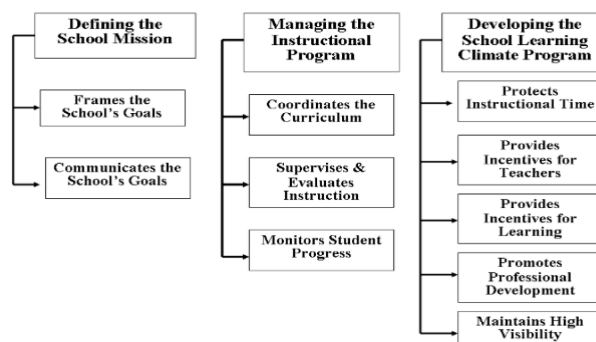 Defining the
School Mission
Frames the
School's Goals
Communicates the
School's Goals
Managing the
Instructional
Program
Coordinates the
Curriculum
Supervises &
Evaluates
Instruction
Monitors Student
Progress
Developing the
School Learning
Climate Program
Protects
Instructional Time
Provides
Incentives for
Teachers
Provides
Incentives for
Learning
Promotes
Professional
Development
Maintains High
Visibility